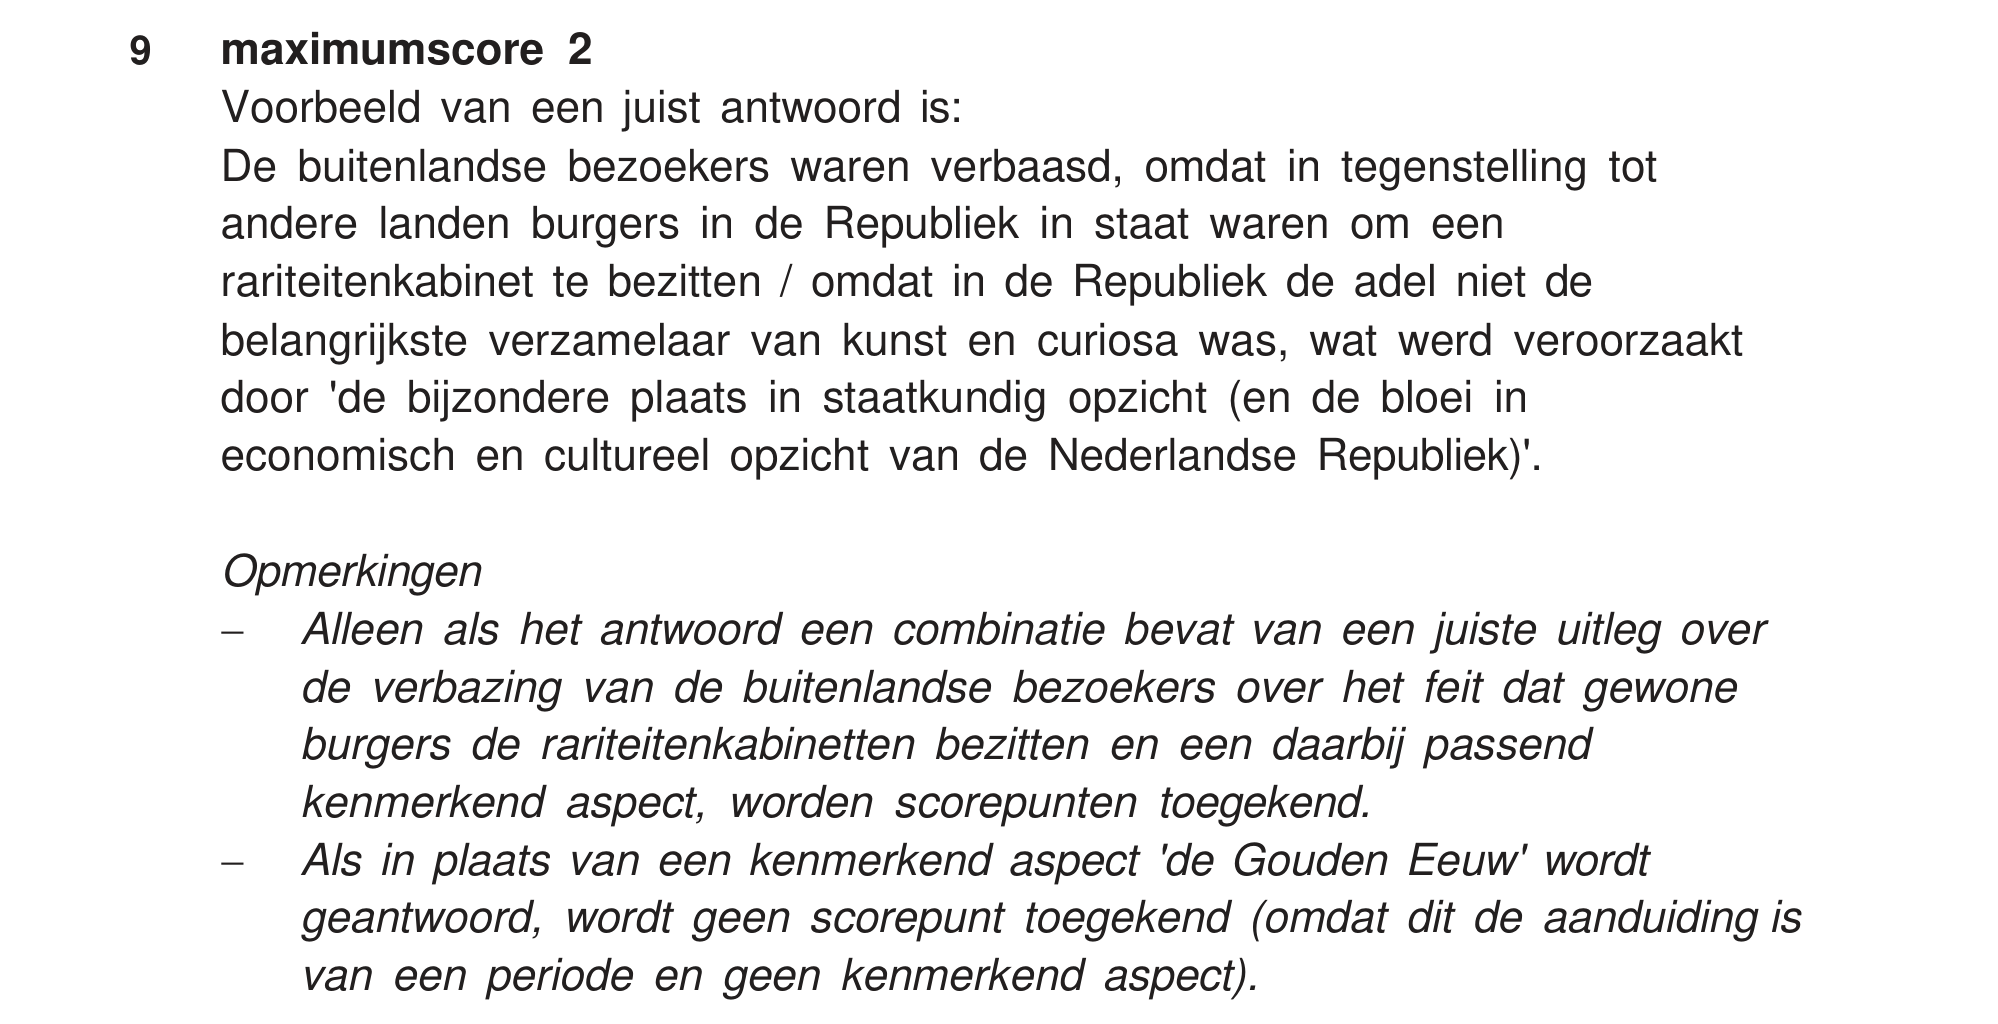 9 maximumscore 2
Voorbeeld van een juist antwoord is:
De buitenlandse bezoekers waren verbaasd, omdat in tegenstelling tot
andere landen burgers in de Republiek in staat waren om een
rariteitenkabinet te bezitten / omdat in de Republiek de adel niet de
belangrijkste verzamelaar van kunst en curiosa was, wat werd veroorzaakt
door 'de bijzondere plaats in staatkundig opzicht (en de bloei in
economisch en cultureel opzicht van de Nederlandse Republiek)'.
Opmerkingen
– Alleen als het antwoord een combinatie bevat van een juiste uitleg over
de verbazing van de buitenlandse bezoekers over het feit dat gewone
burgers de rariteitenkabinetten bezitten en een daarbij passend
kenmerkend aspect, worden scorepunten toegekend.
– Als in plaats van een kenmerkend aspect 'de Gouden Eeuw' wordt
geantwoord, wordt geen scorepunt toegekend (omdat dit de aanduiding is
van een periode en geen kenmerkend aspect).